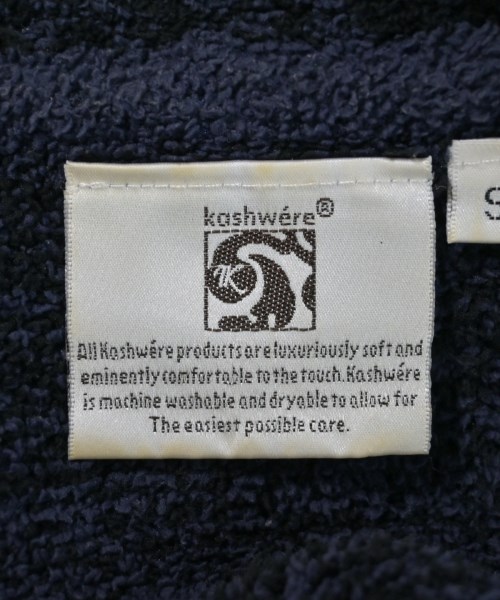 kashwére®
K
S
All Kashwére products are luxuriously soft and
eminently comfortable to the touch. Kashwére
is machine washable and dryable to allow for
The easiest possible care.